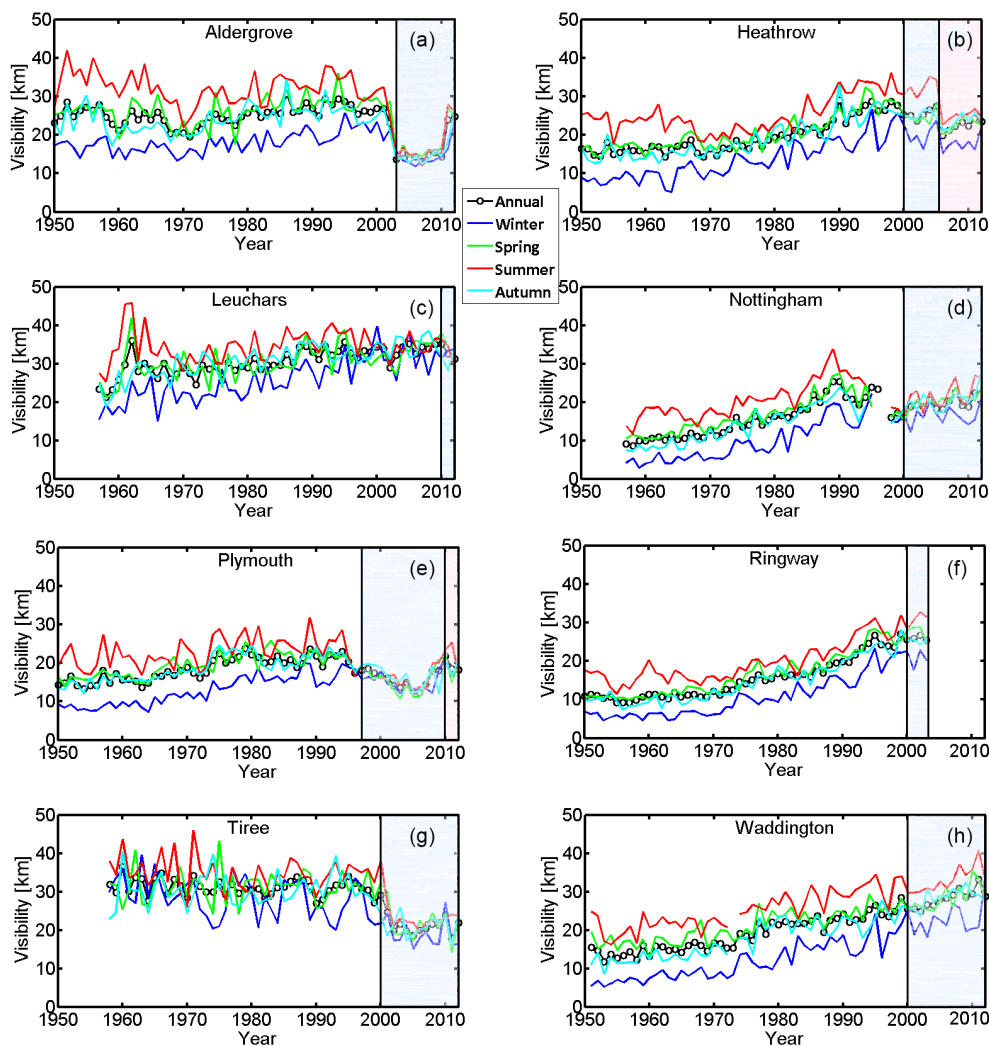 Aldergrove (a)
50
40
30
20
10
0
Visibility [km]
1950 1960 1970 1980 1990 2000 2010
Year
Heathrow (b)
50
40
30
20
10
0
Visibility [km]
1950 1960 1970 1980 1990 2000 2010
Year
Annual
Winter
Spring
Summer
Autumn
Leuchars (c)
50
40
30
20
10
0
Visibility [km]
1950 1960 1970 1980 1990 2000 2010
Year
Nottingham (d)
50
40
30
20
10
0
Visibility [km]
1950 1960 1970 1980 1990 2000 2010
Year
Plymouth (e)
50
40
30
20
10
0
Visibility [km]
1950 1960 1970 1980 1990 2000 2010
Year
Ringway (f)
50
40
30
20
10
0
Visibility [km]
1950 1960 1970 1980 1990 2000 2010
Year
Tiree (g)
50
40
30
20
10
0
Visibility [km]
1950 1960 1970 1980 1990 2000 2010
Year
Waddington (h)
50
40
30
20
10
0
Visibility [km]
1950 1960 1970 1980 1990 2000 2010
Year